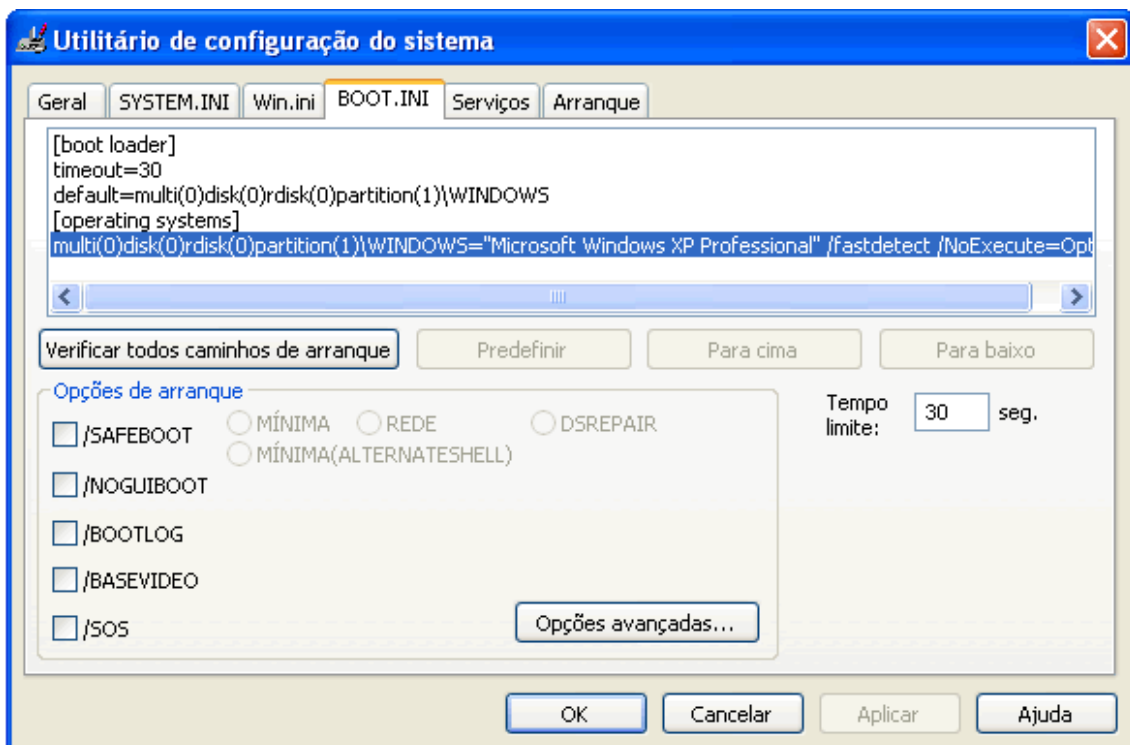 Utilitário de configuração do sistema
Geral SYSTEM.INI Win.ini BOOT.INI Serviços Arranque
[boot loader]
timeout=30
default=multi(0)disk(0)rdisk(0)partition(1)\WINDOWS
[operating systems]
multi(0)disk(0)rdisk(0)partition(1)\WINDOWS="Microsoft Windows XP Professional" /fastdetect /NoExecute=Opt
Verificar todos caminhos de arranque Predefinir Para cima Para baixo
Opções de arranque
/SAFEBOOT MÍNIMA REDE DSREPAIR
MÍNIMA(ALTERNATESHELL)
/NOGUIBOOT
/BOOTLOG
/BASEVIDEO
/SOS
Opções avançadas...
Tempo
limite: 30 seg.
OK Cancelar Aplicar Ajuda